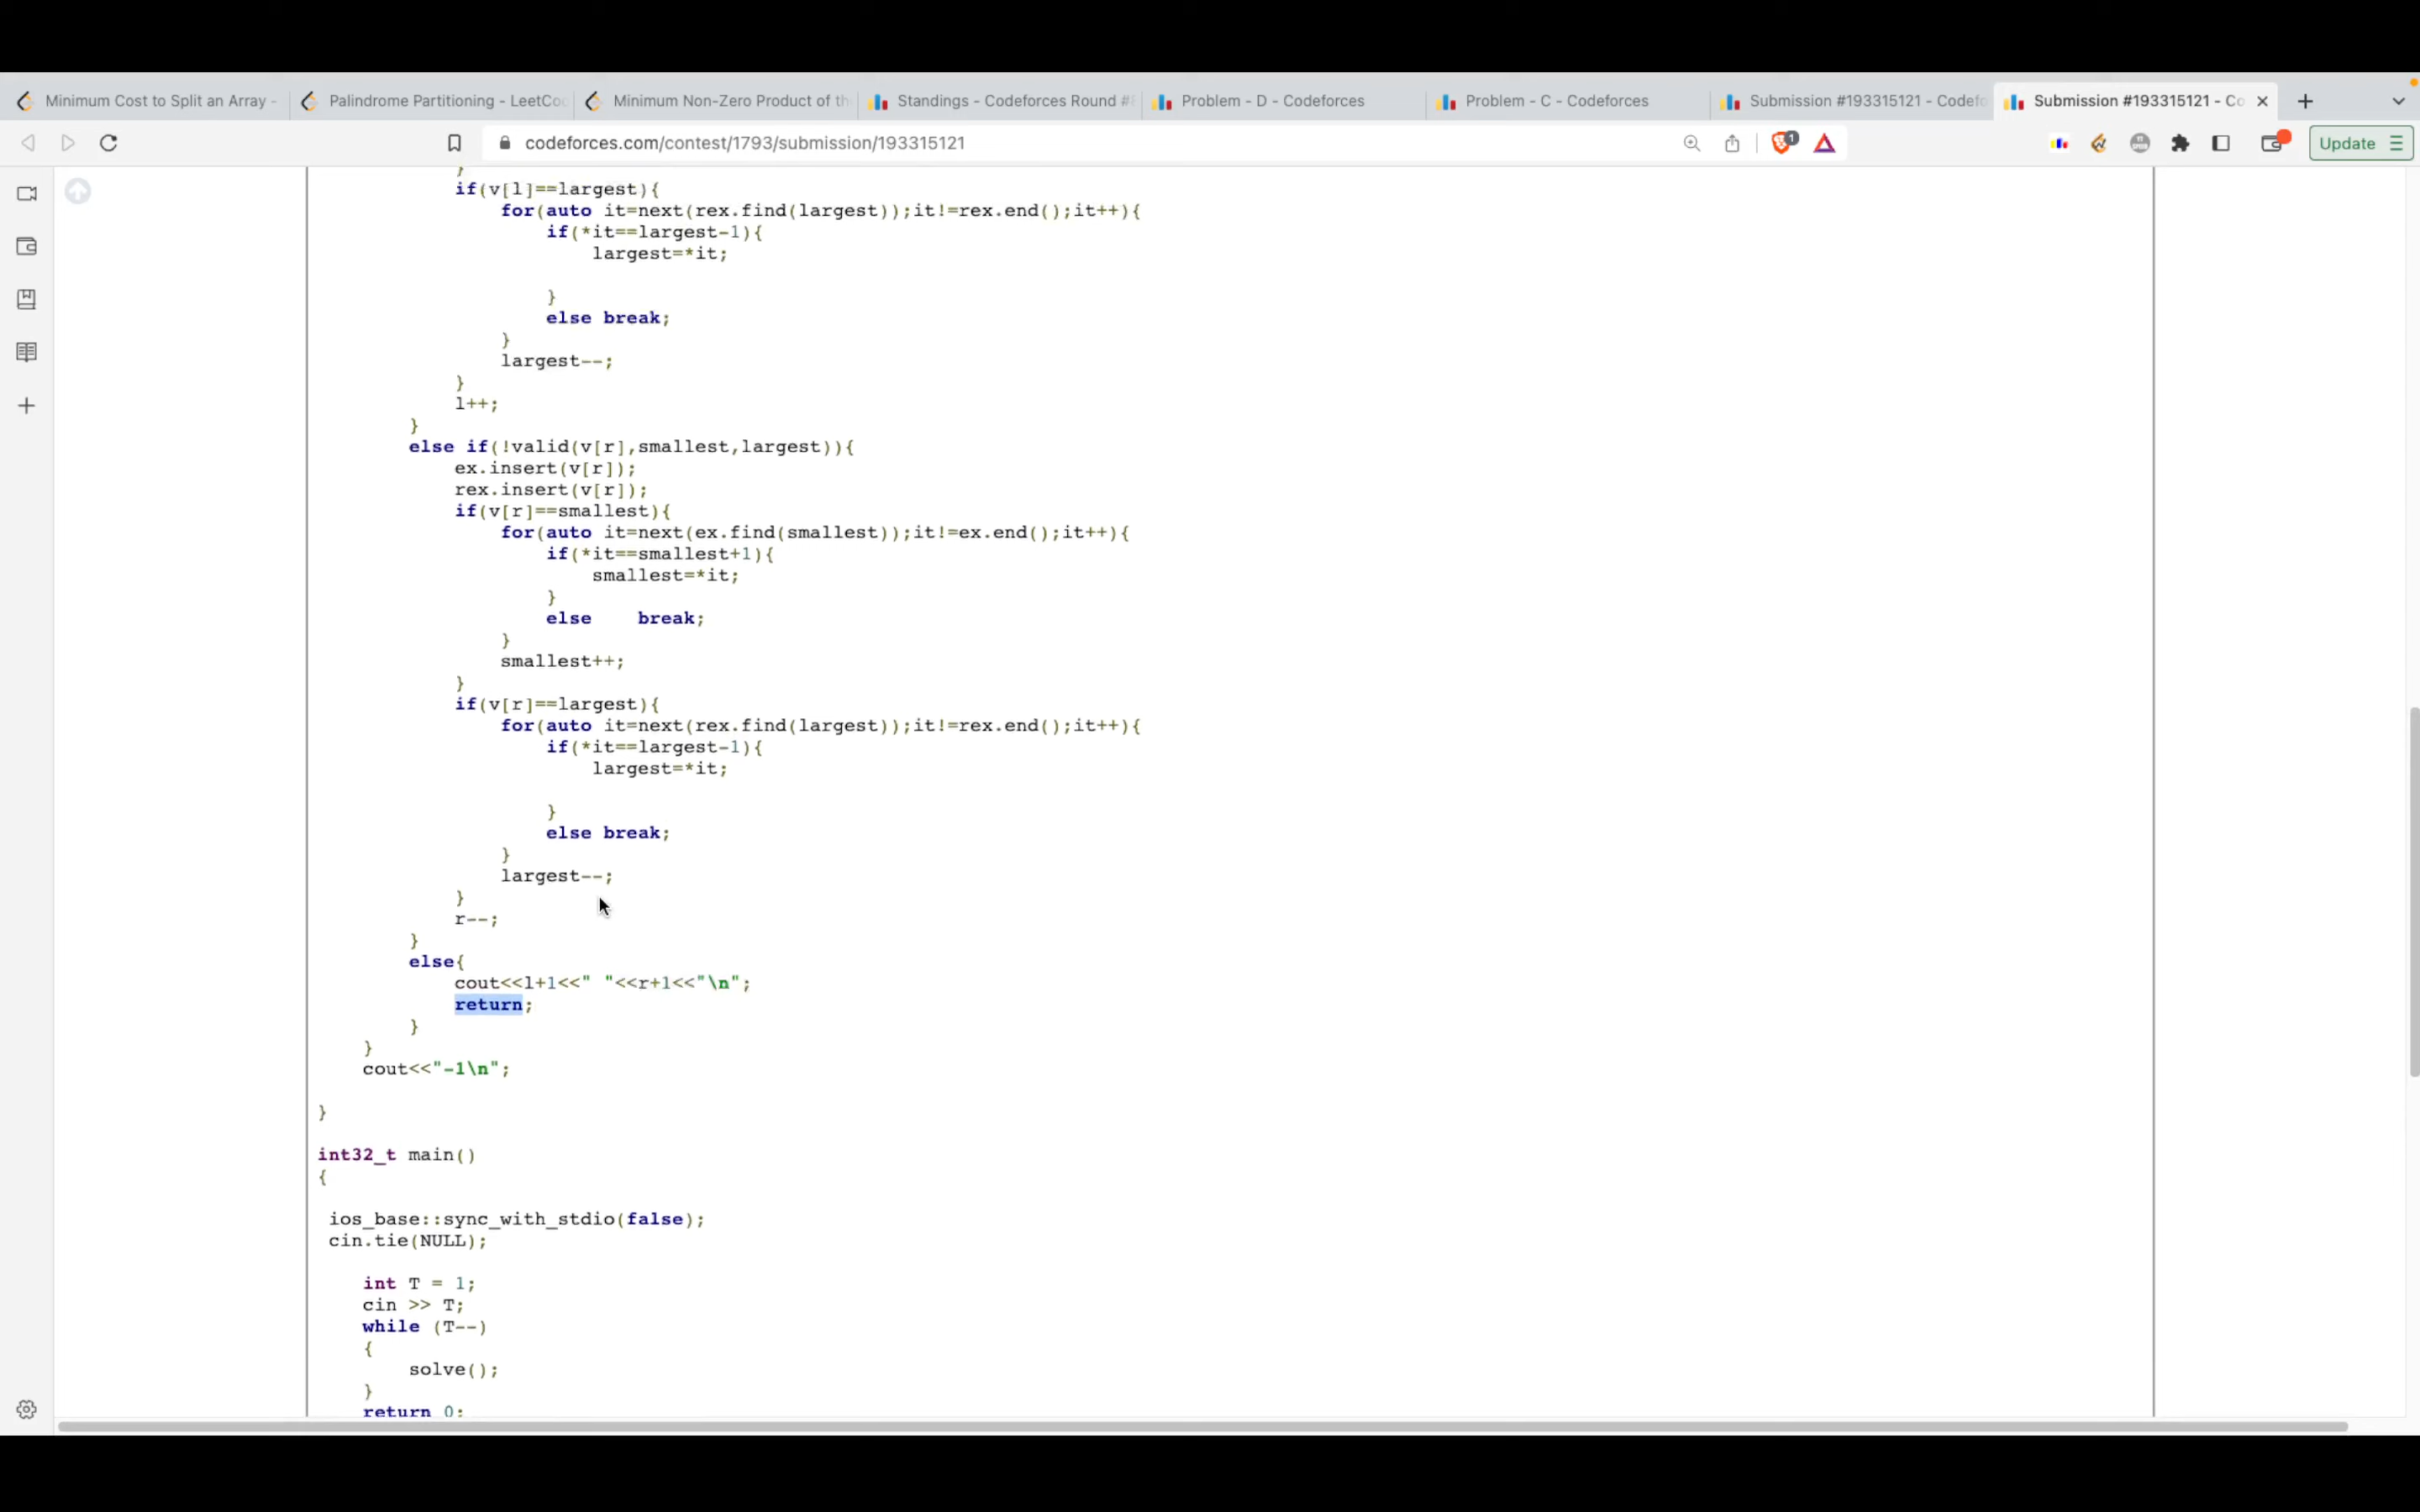 Minimum Cost to Split an Array -
Palindrome Partitioning - LeetCo
Minimum Non-Zero Product of th
Standings - Codeforces Round #
Problem - D - Codeforces
Problem - C - Codeforces
Submission #193315121 - Codefo
Submission #193315121 - Co
codeforces.com/contest/1793/submission/193315121
1
Update
}
if(v[l]==largest){
for(auto it=next(rex.find(largest));it!=rex.end();it++){
if(*it==largest-1){
largest=*it;
}
else break;
}
largest--;
}
l++;
}
else if(!valid(v[r],smallest,largest)){
ex.insert(v[r]);
rex.insert(v[r]);
if(v[r]==smallest){
for(auto it=next(ex.find(smallest));it!=ex.end();it++){
if(*it==smallest+1){
smallest=*it;
}
else    break;
}
smallest++;
}
if(v[r]==largest){
for(auto it=next(rex.find(largest));it!=rex.end();it++){
if(*it==largest-1){
largest=*it;
}
else break;
}
largest--;
}
r--;
}
else{
cout<<l+1<<" "<<r+1<<"\n";
return;
}
}
cout<<"-1\n";
}
int32_t main()
{
ios_base::sync_with_stdio(false);
cin.tie(NULL);
int T = 1;
cin >> T;
while (T--)
{
solve();
}
return 0;